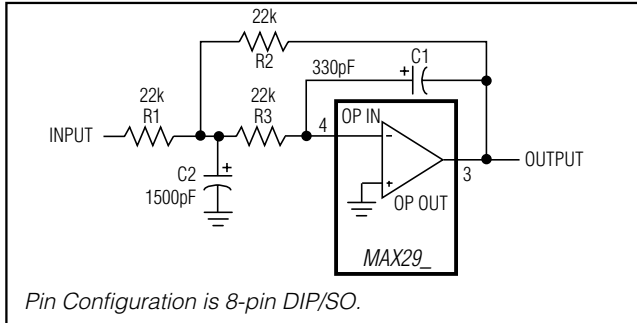 22k
R2
C1
330pF
+
22k
R1
22k
R3
4
OP IN
INPUT
−
+
C2
1500pF
+
3
OUTPUT
OP OUT
MAX29_
Pin Configuration is 8-pin DIP/SO.